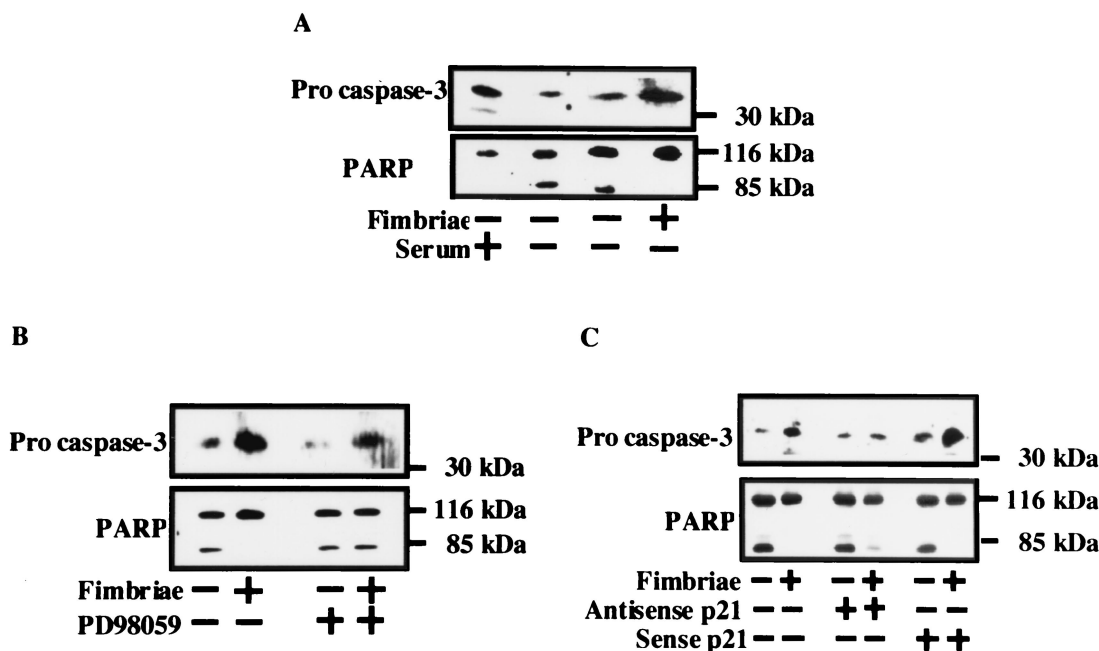 A
Pro caspase-3
30 kDa
PARP
116 kDa
85 kDa
Fimbriae − − − +
Serum + − − −
B
Pro caspase-3
30 kDa
PARP
116 kDa
85 kDa
Fimbriae − + − +
PD98059 − − + +
C
Pro caspase-3
30 kDa
PARP
116 kDa
85 kDa
Fimbriae − + − + − +
Antisense p21 − − + + − −
Sense p21 − − − − + +